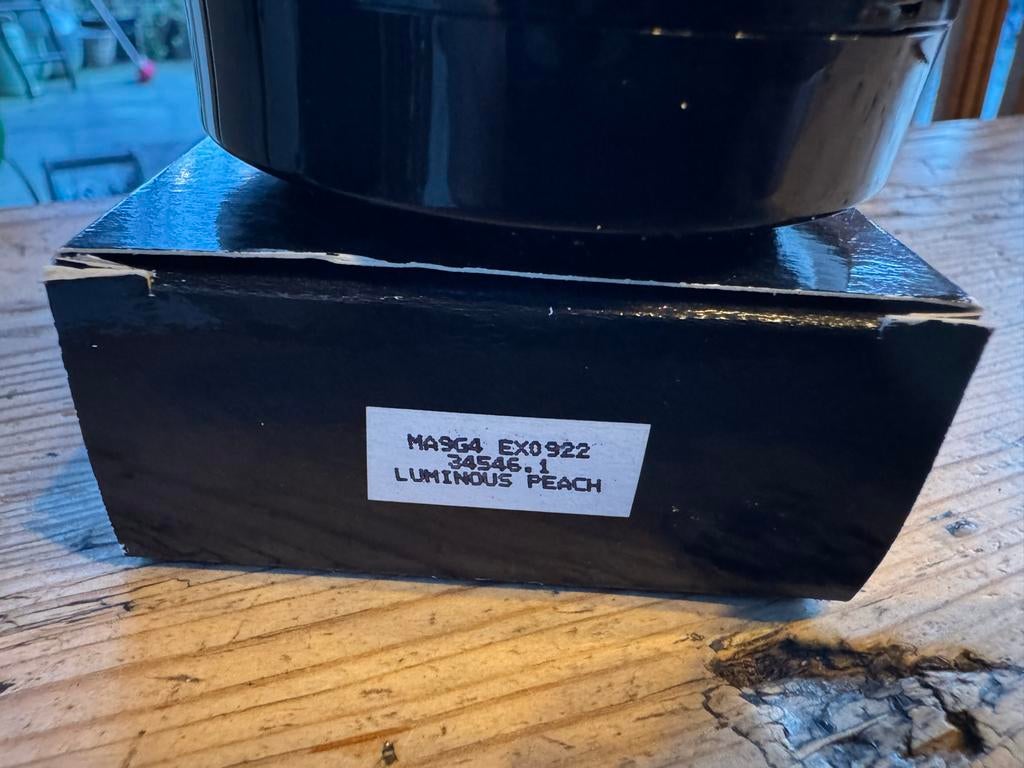 MA9G4 EX0922
34546.1
LUMINOUS PEACH